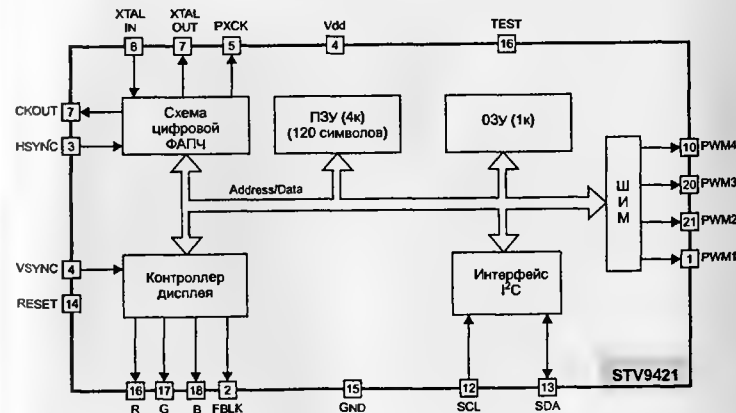 XTAL IN
XTAL OUT
PXCK
Vdd
TEST
6
7
5
4
16
CKOUT 7
HSYNC 3
Схема
цифровой
ФАПЧ
ПЗУ (4к)
(120 символов)
ОЗУ (1к)
Address/Data
ШИМ
10 PWM4
20 PWM3
21 PWM2
1 PWM1
VSYNC 4
RESET 14
Контроллер
дисплея
Интерфейс
I²C
STV9421
16
17
18
2
15
12
13
R
G
B
FBLK
GND
SCL
SDA